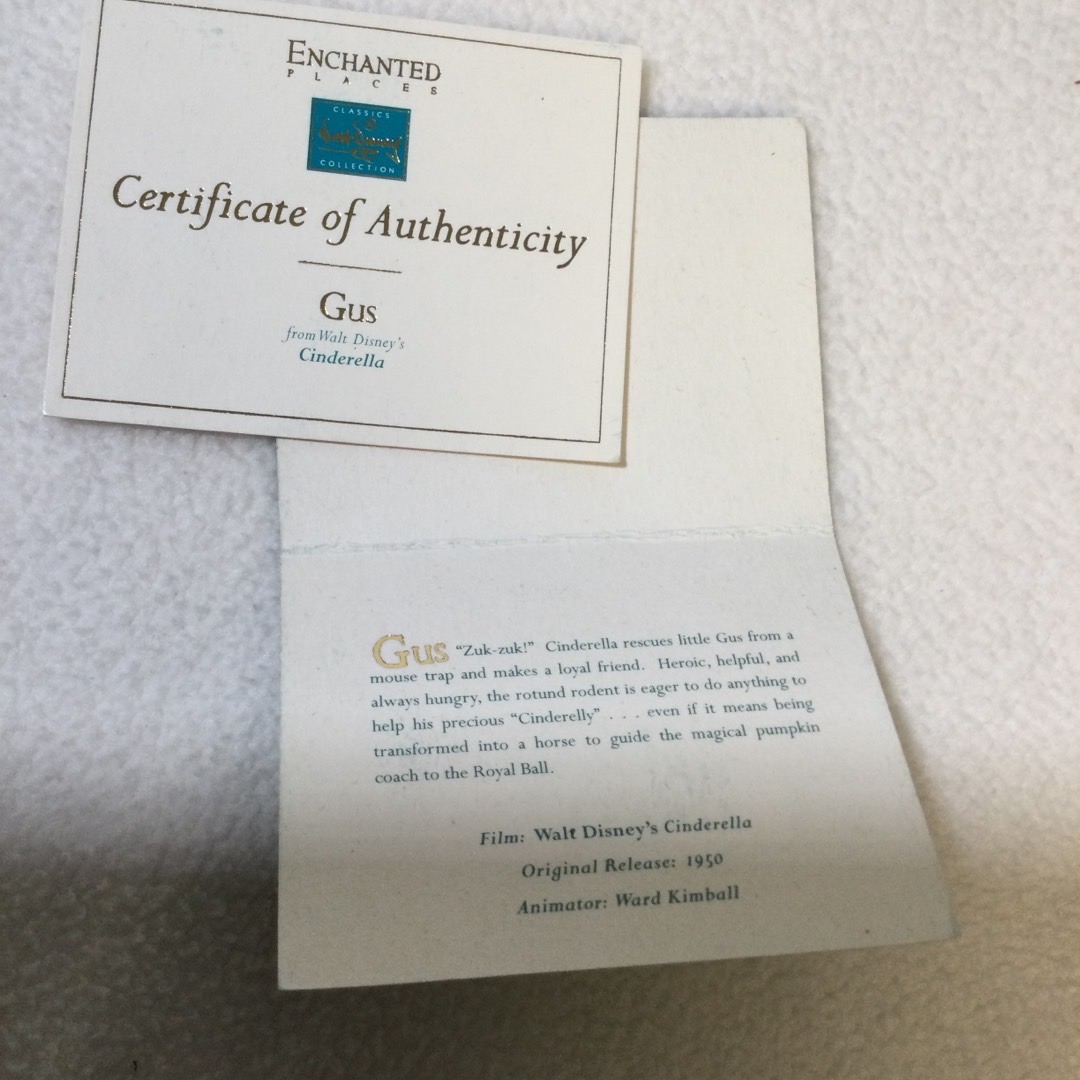 ENCHANTED
PLACES
CLASSICS
Walt Disney
COLLECTION
Certificate of Authenticity
Gus
from Walt Disney's
Cinderella
Gus "Zuk-zuk!" Cinderella rescues little Gus from a
mouse trap and makes a loyal friend. Heroic, helpful, and
always hungry, the rotund rodent is eager to do anything to
help his precious "Cinderelly" . . . even if it means being
transformed into a horse to guide the magical pumpkin
coach to the Royal Ball.
Film: Walt Disney's Cinderella
Original Release: 1950
Animator: Ward Kimball